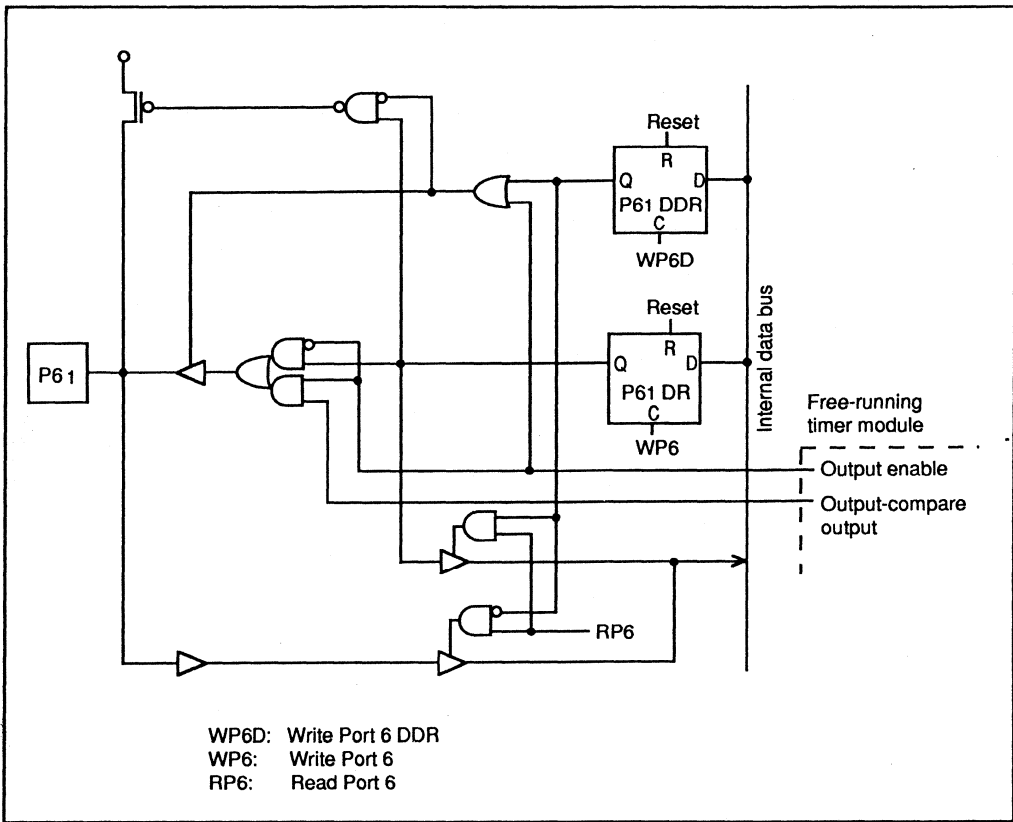 Reset
R
Q D
P61 DDR
C
WP6D
Reset
R
Q D
P61 DR
C
WP6
Internal data bus
P61
Free-running
timer module
Output enable
Output-compare
output
RP6
WP6D: Write Port 6 DDR
WP6: Write Port 6
RP6: Read Port 6